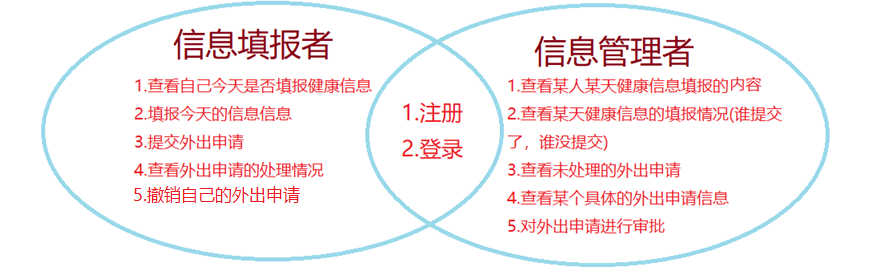 信息填报者
1.查看自己今天是否填报健康信息
2.填报今天的信息信息
3.提交外出申请
4.查看外出申请的处理情况
5.撤销自己的外出申请
1.注册
2.登录
信息管理者
1.查看某人某天健康信息填报的内容
2.查看某天健康信息的填报情况(谁提交
了，谁没提交)
3.查看未处理的外出申请
4.查看某个具体的外出申请信息
5.对外出申请进行审批